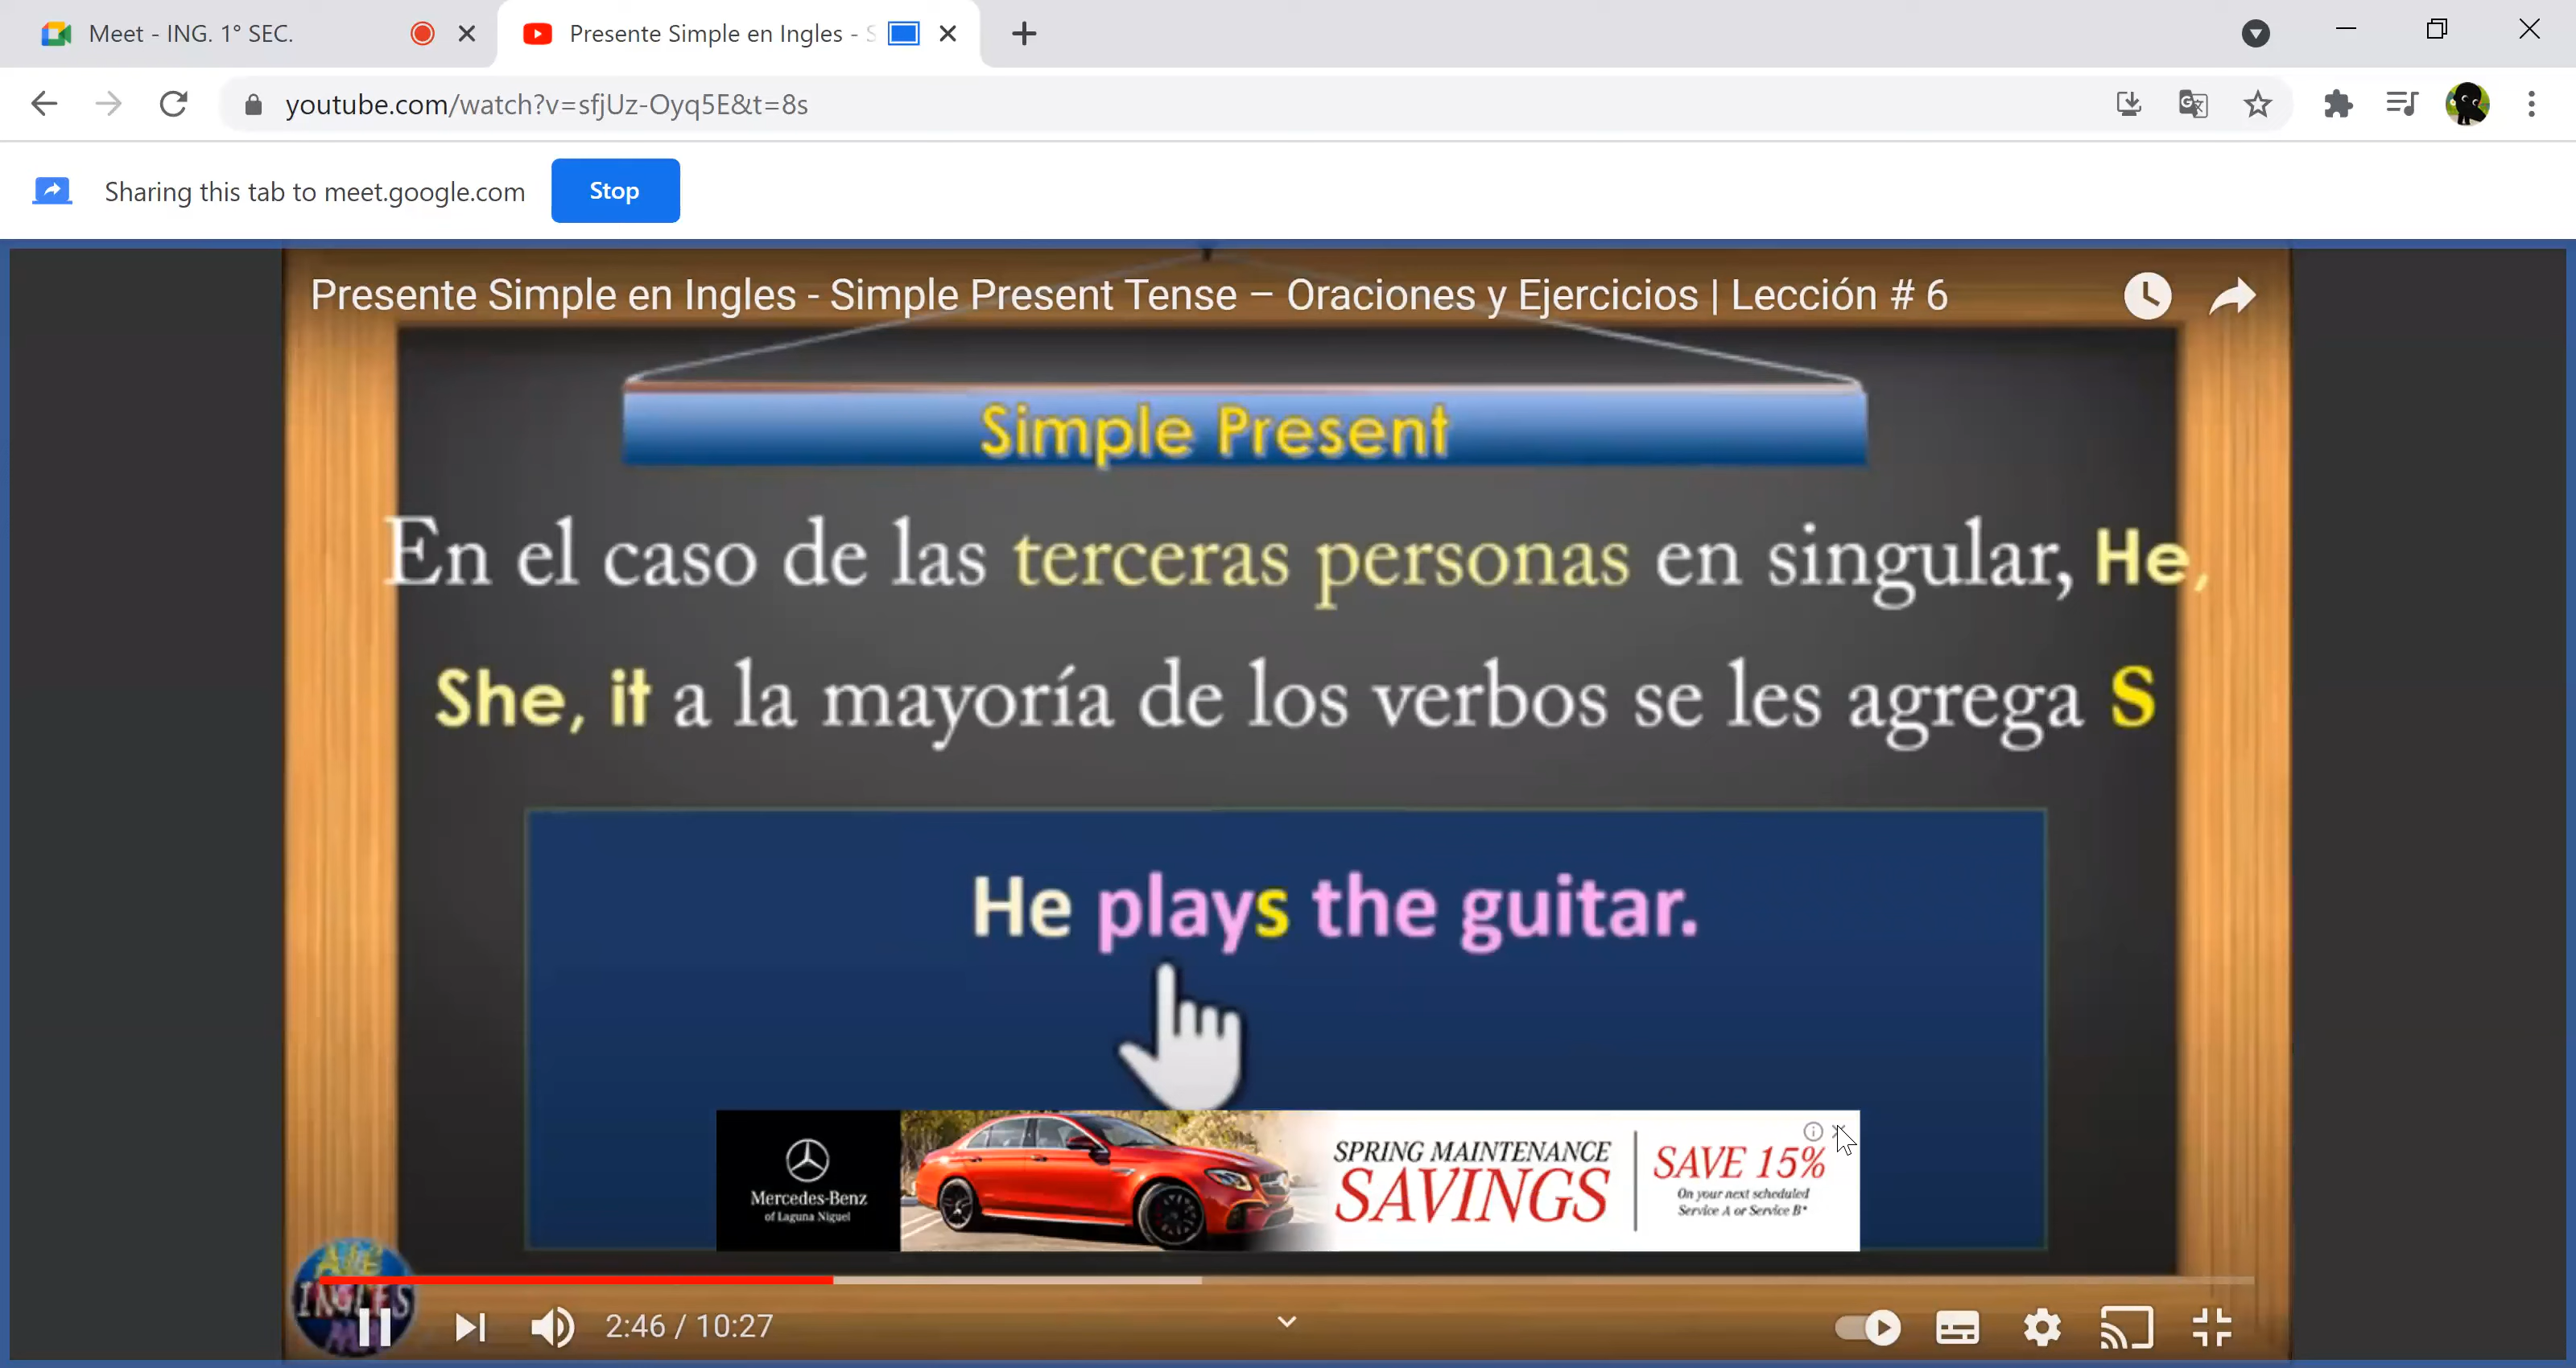 Meet - ING. 1° SEC.
Presente Simple en Ingles - S
youtube.com/watch?v=sfjUz-Oyq5E&t=8s
Sharing this tab to meet.google.com
Stop
Presente Simple en Ingles - Simple Present Tense – Oraciones y Ejercicios | Lección # 6
Simple Present
En el caso de las terceras personas en singular, He,
She, it a la mayoría de los verbos se les agrega S
He plays the guitar.
Mercedes-Benz
of Laguna Niguel
SPRING MAINTENANCE
SAVINGS
SAVE 15%
On your next scheduled
Service A or Service B*
INGLES
2:46 / 10:27